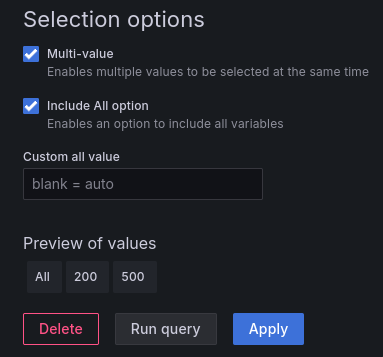 Selection options
Multi-value
Enables multiple values to be selected at the same time
Include All option
Enables an option to include all variables
Custom all value
blank = auto
Preview of values
All 200 500
Delete Run query Apply